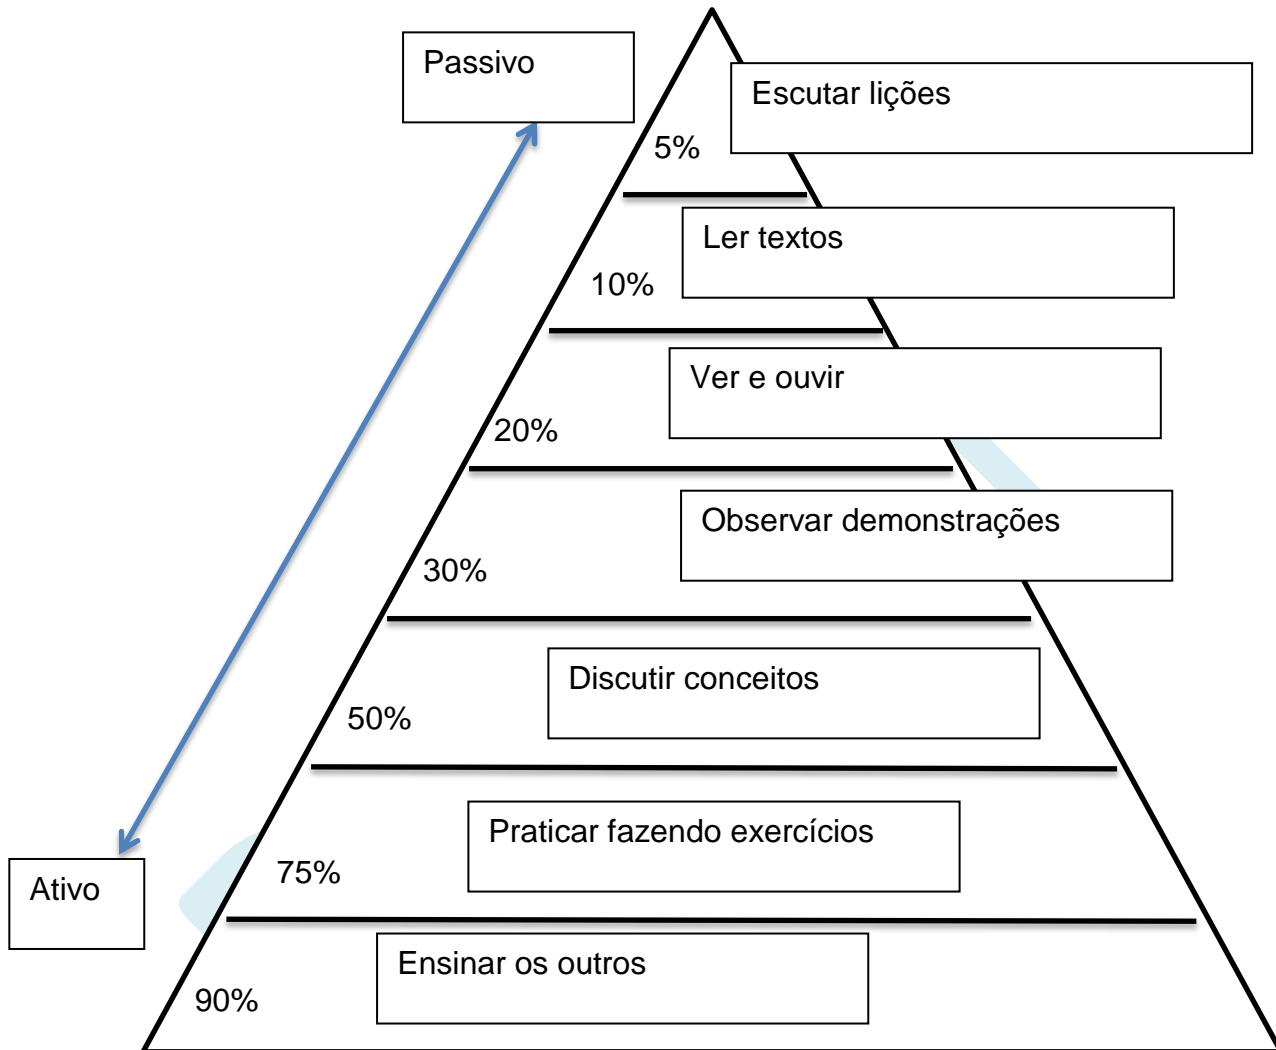 Passivo
Escutar lições
5%
Ler textos
10%
Ver e ouvir
20%
Observar demonstrações
30%
Discutir conceitos
50%
Praticar fazendo exercícios
75%
Ativo
Ensinar os outros
90%